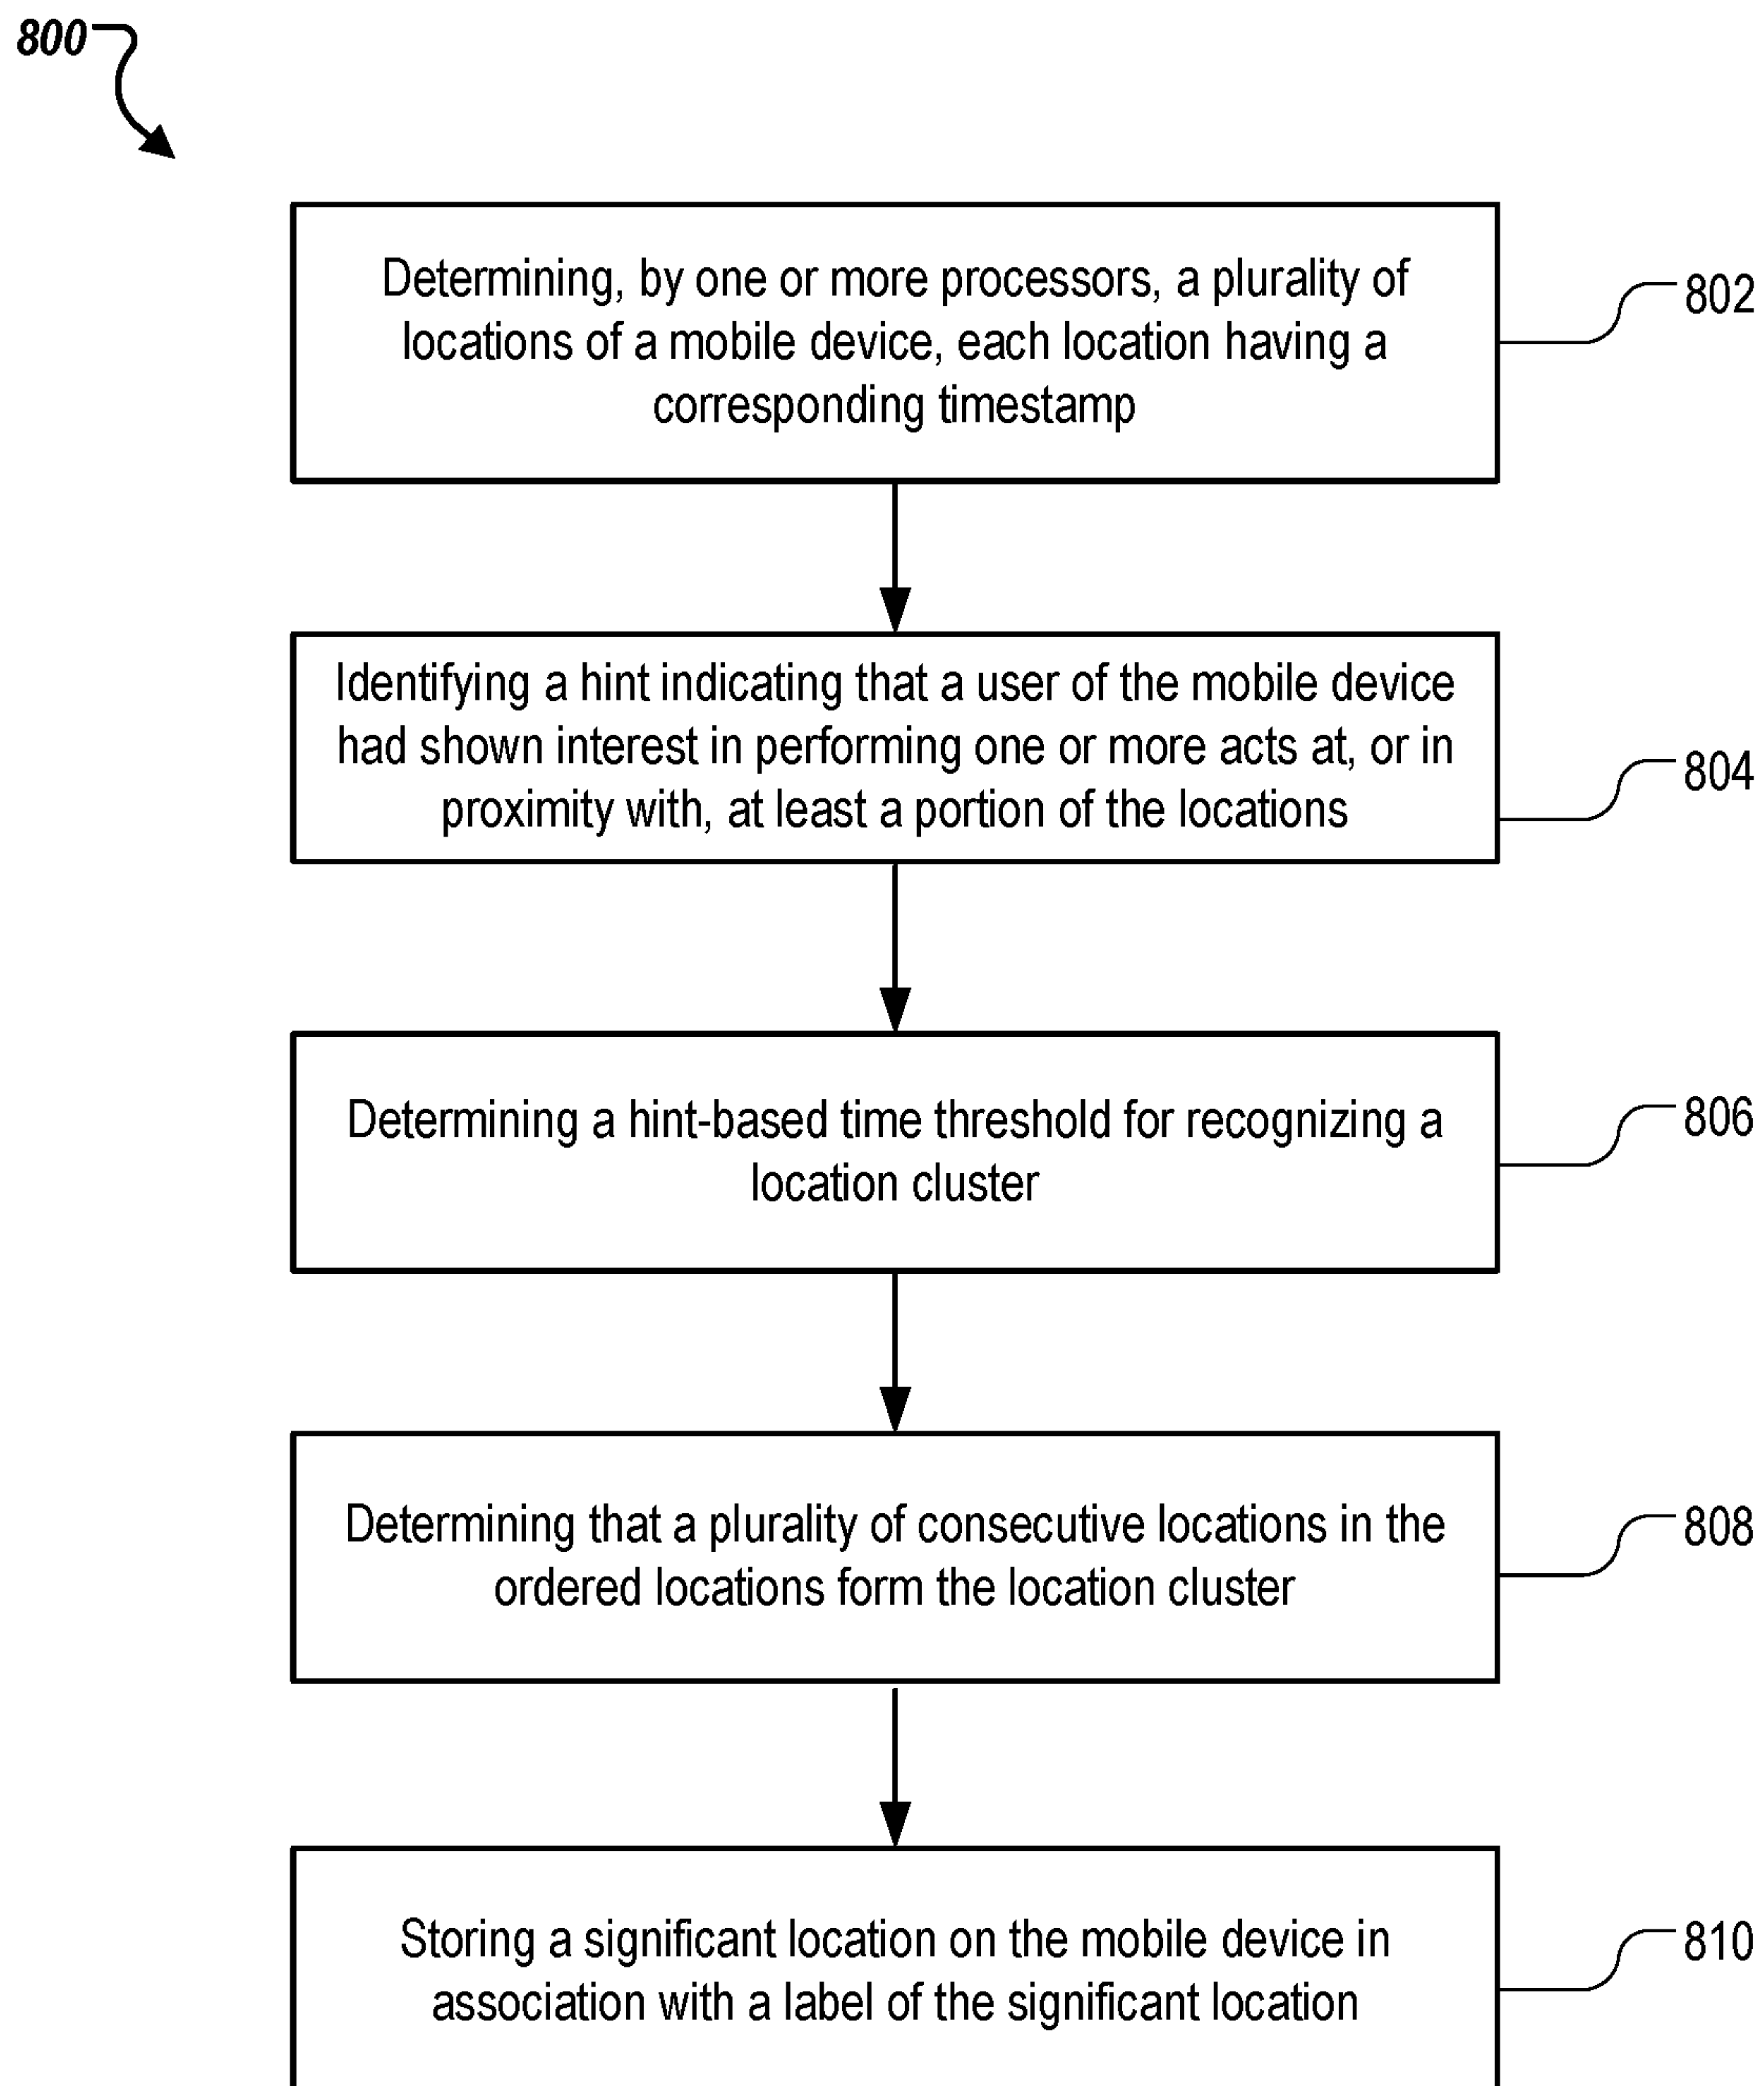 800
Determining, by one or more processors, a plurality of
locations of a mobile device, each location having a
corresponding timestamp
802
Identifying a hint indicating that a user of the mobile device
had shown interest in performing one or more acts at, or in
proximity with, at least a portion of the locations
804
Determining a hint-based time threshold for recognizing a
location cluster
806
Determining that a plurality of consecutive locations in the
ordered locations form the location cluster
808
Storing a significant location on the mobile device in
association with a label of the significant location
810